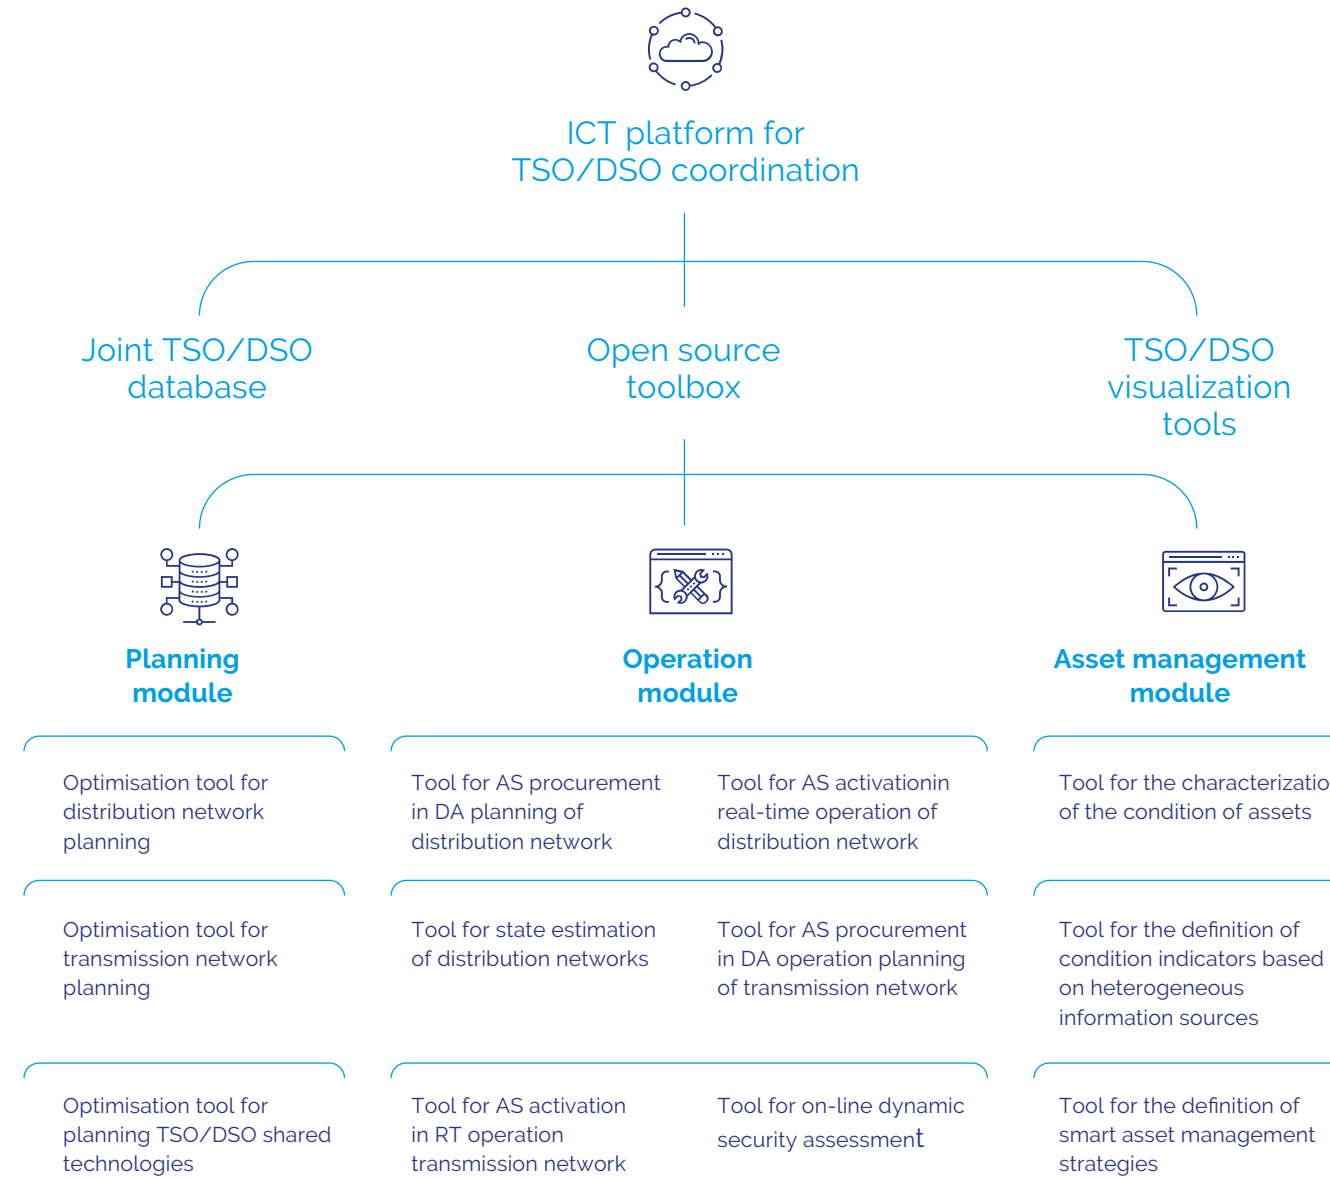 ICT platform for
TSO/DSO coordination
Joint TSO/DSO
database
Open source
toolbox
TSO/DSO
visualization
tools
Planning
module
Operation
module
Asset management
module
Optimisation tool for
distribution network
planning
Tool for AS procurement
in DA planning of
distribution network
Tool for AS activationin
real-time operation of
distribution network
Tool for the characterizatio
of the condition of assets
Optimisation tool for
transmission network
planning
Tool for state estimation
of distribution networks
Tool for AS procurement
in DA operation planning
of transmission network
Tool for the definition of
condition indicators based
on heterogeneous
information sources
Optimisation tool for
planning TSO/DSO shared
technologies
Tool for AS activation
in RT operation
transmission network
Tool for on-line dynamic
security assessment
Tool for the definition of
smart asset management
strategies